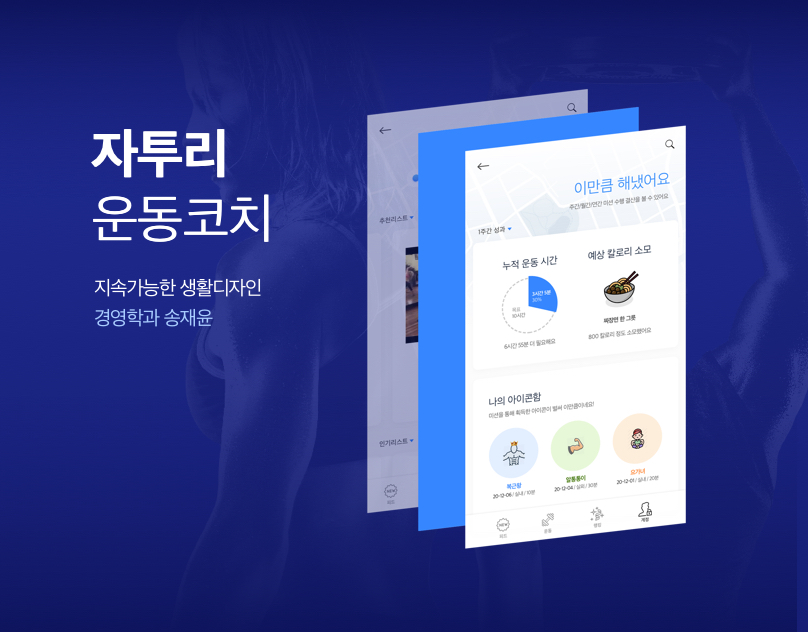 자투리
운동코치
지속가능한 생활디자인
경영학과 송재윤
추천리스트
인기리스트
NEW
피드
이만큼 해냈어요
주간/월간/연간 미션 수행 결산을 볼 수 있어요
1주간 성과
누적 운동 시간
예상 칼로리 소모
3시간 5분
30%
목표
10시간
6시간 55분 더 필요해요
짜장면 한 그릇
800 칼로리 정도 소모했어요
나의 아이콘함
미션을 통해 획득한 아이콘이 벌써 이만큼이네요!
복근왕
20-12-06 / 실내 / 10분
알통통이
20-12-04 / 실외 / 30분
요가녀
20-12-01 / 실내 / 20분
NEW
피드
운동
랭킹
계정